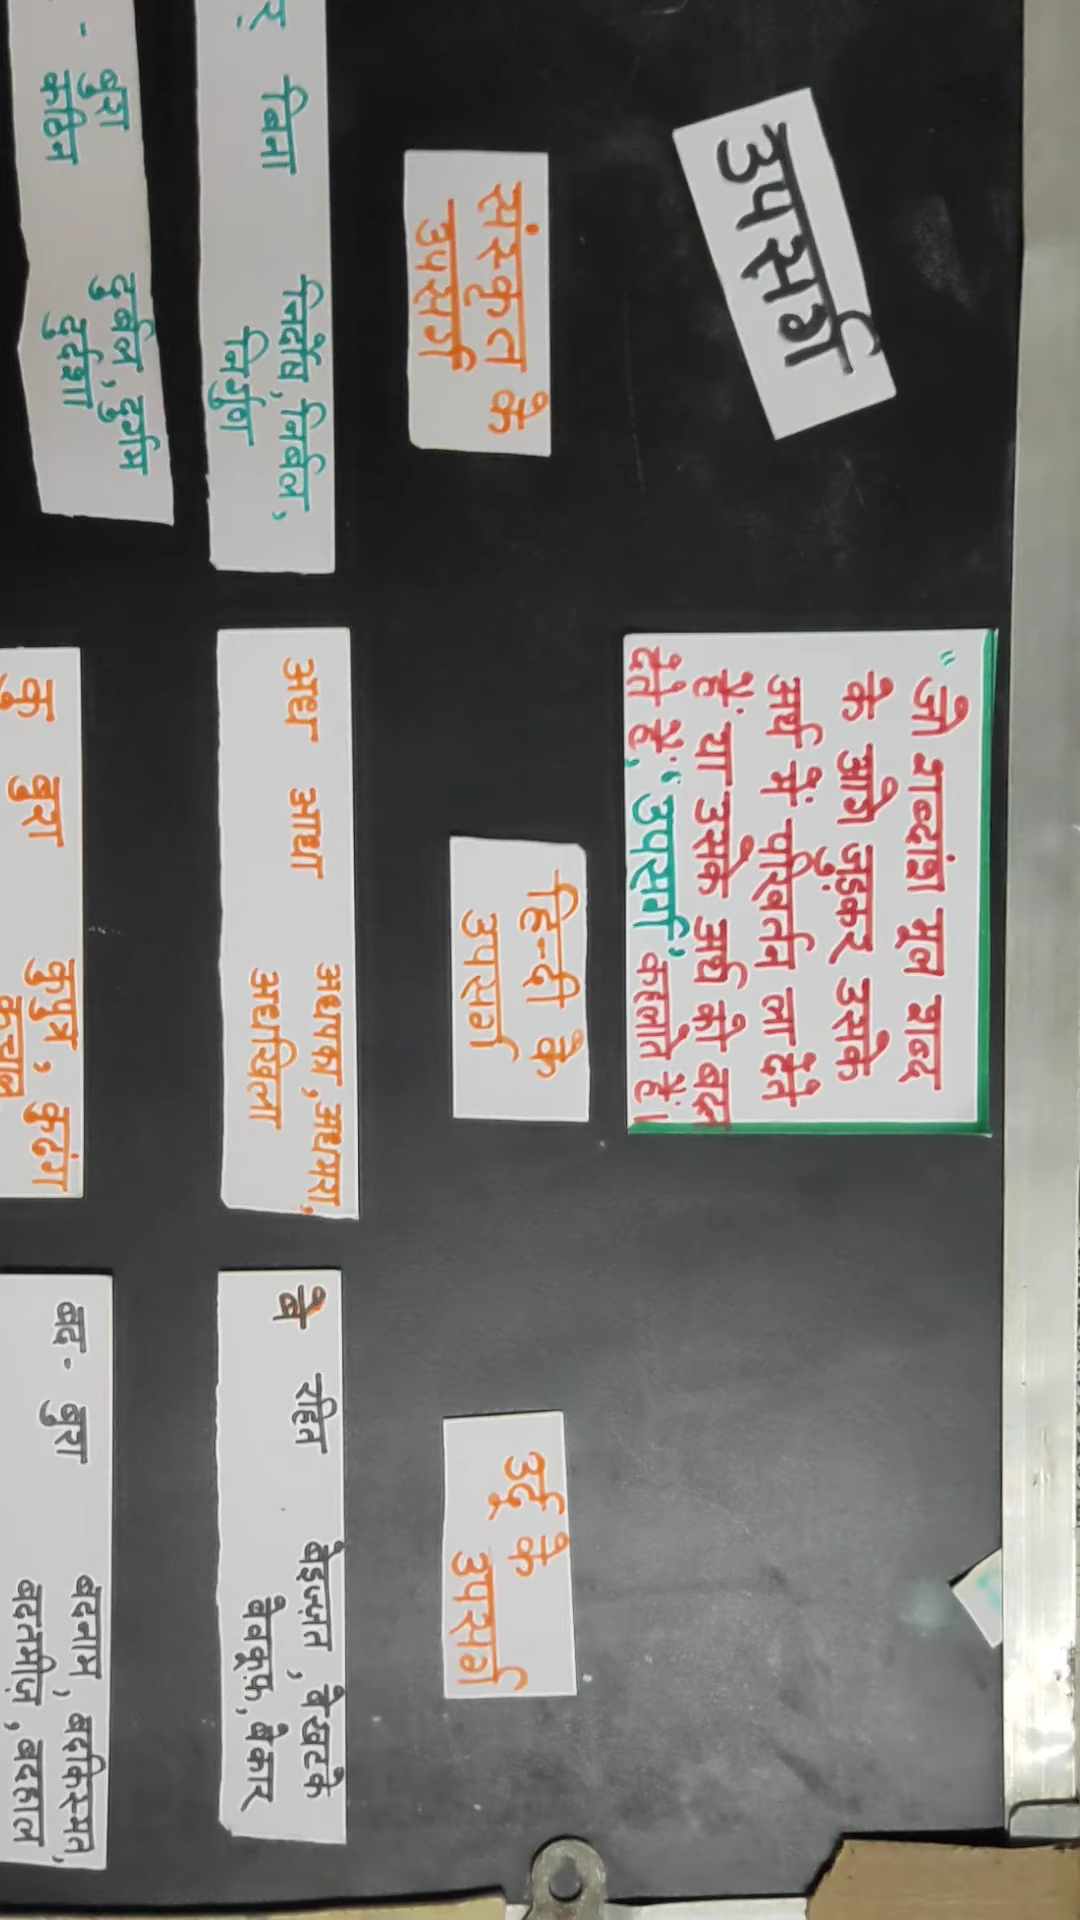 उपसर्ग
"जो शब्दांश मूल शब्द
के आगे जुड़कर उसके
अर्थ में परिवर्तन ला देते
हैं या उसके अर्थ को बदल
देते हैं, "उपसर्ग" कहलाते हैं।
संस्कृत के
उपसर्ग
हिन्दी के
उपसर्ग
उर्दू के
उपसर्ग
बिना निर्दोष, निर्बल,
निर्गुण
अध आधा अधपका, अधमरा,
अधखिला
बे रहित बेइज्ज़त, बेखटके
बेवकूफ़, बेकार
- बुरा दुर्बल, दुर्गम
कठिन दुर्दशा
कु बुरा कुपुत्र, कुढंग
बद - बुरा बदनाम, बदकिस्मत,
बदतमीज़, बदहाल